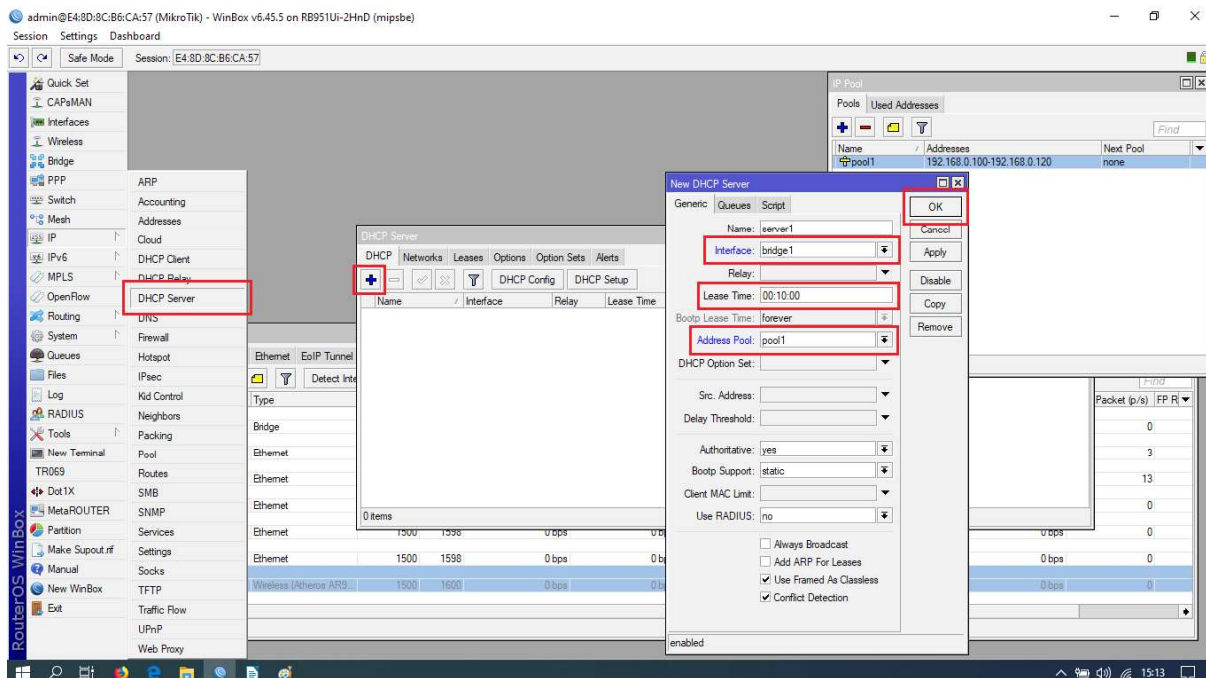 admin@E4:8D:8C:B6:CA:57 (MikroTik) - WinBox v6.45.5 on RB951Ui-2HnD (mipsbe)
Session Settings Dashboard
Safe Mode Session: E4:8D:8C:B6:CA:57
Quick Set
CAPsMAN
Interfaces
Wireless
Bridge
PPP
Switch
Mesh
IP
IPv6
MPLS
OpenFlow
Routing
System
Queues
Files
Log
RADIUS
Tools
New Terminal
TR069
Dot1X
MetaROUTER
Partition
Make Supout.rif
Manual
New WinBox
Exit
RouterOS WinBox
ARP
Accounting
Addresses
Cloud
DHCP Client
DHCP Relay
DHCP Server
DNS
Firewall
Hotspot
IPsec
Kid Control
Neighbors
Packing
Pool
Routes
SMB
SNMP
Services
Settings
Socks
TFTP
Traffic Flow
UPnP
Web Proxy
Ethernet EoIP Tunnel
Detect Inte
Type
Bridge
Ethernet
Ethernet
Ethernet
Ethernet 1500 1598 0 bps
Ethernet 1500 1598 0 bps
Wireless (Atheros AR9... 1500 1600 0 bps
DHCP Server
DHCP Networks Leases Options Option Sets Alerts
DHCP Config DHCP Setup
Name / Interface Relay Lease Time
0 items
IP Pool
Pools Used Addresses
Find
Name / Addresses Next Pool
pool1 192.168.0.100-192.168.0.120 none
New DHCP Server
Generic Queues Script
Name: server1
Interface: bridge1
Relay:
Lease Time: 00:10:00
Bootp Lease Time: forever
Address Pool: pool1
DHCP Option Set:
Src. Address:
Delay Threshold:
Authoritative: yes
Bootp Support: static
Client MAC Limit:
Use RADIUS: no
Always Broadcast
Add ARP For Leases
Use Framed As Classless
Conflict Detection
enabled
OK
Cancel
Apply
Disable
Copy
Remove
Find
Packet (p/s) FP R
0
3
13
0
0 bps 0
0 bps 0
0 bps 0
15:13